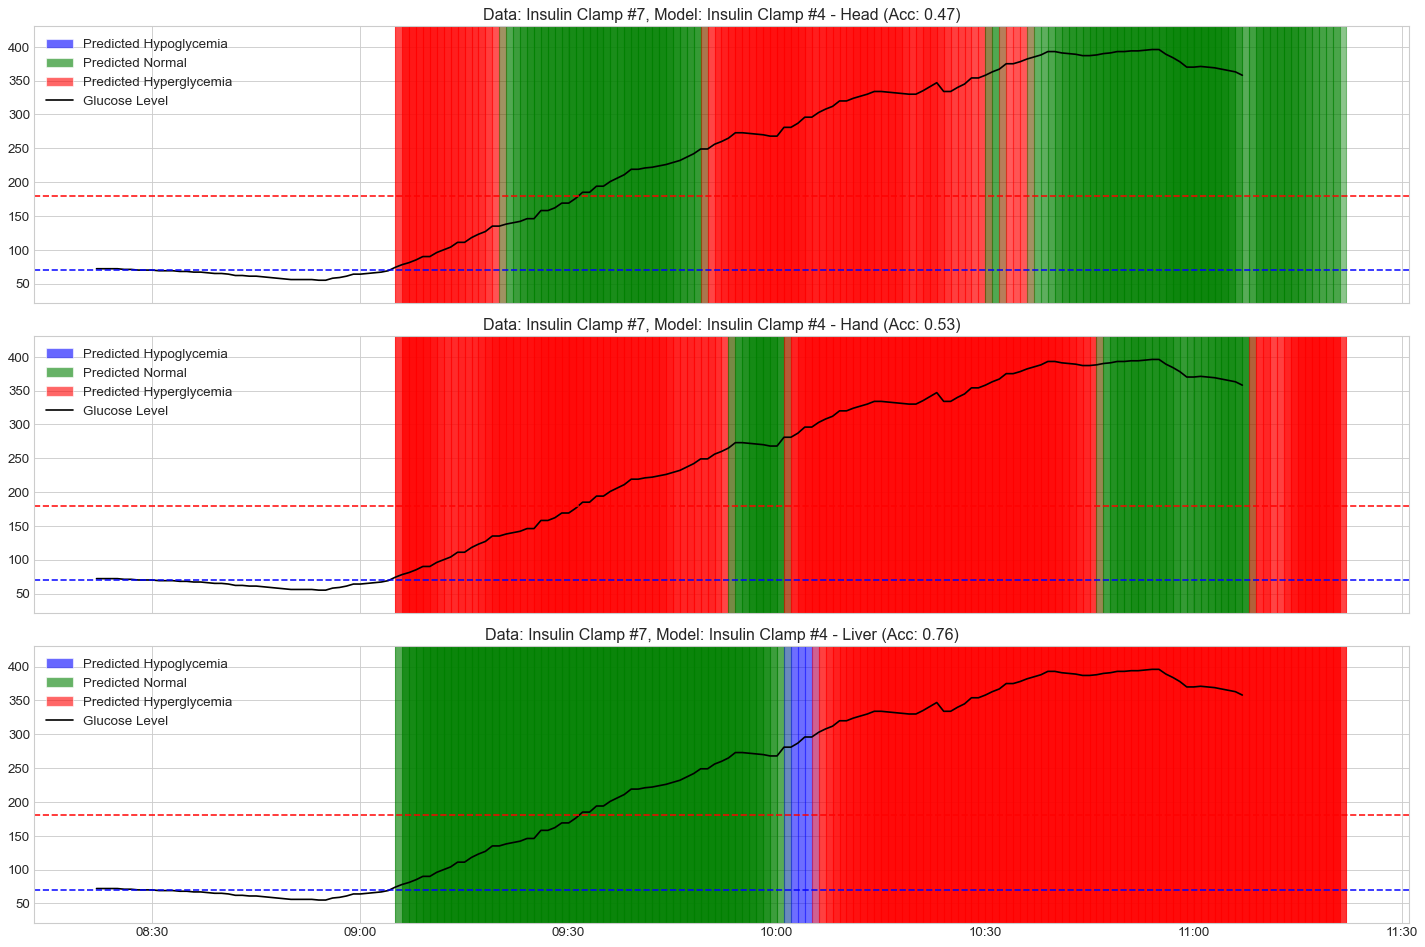 Data: Insulin Clamp #7, Model: Insulin Clamp #4 - Head (Acc: 0.47)
Predicted Hypoglycemia
Predicted Normal
Predicted Hyperglycemia
Glucose Level
400
350
300
250
200
150
100
50
Data: Insulin Clamp #7, Model: Insulin Clamp #4 - Hand (Acc: 0.53)
Predicted Hypoglycemia
Predicted Normal
Predicted Hyperglycemia
Glucose Level
400
350
300
250
200
150
100
50
Data: Insulin Clamp #7, Model: Insulin Clamp #4 - Liver (Acc: 0.76)
Predicted Hypoglycemia
Predicted Normal
Predicted Hyperglycemia
Glucose Level
400
350
300
250
200
150
100
50
08:30 09:00 09:30 10:00 10:30 11:00 11:30